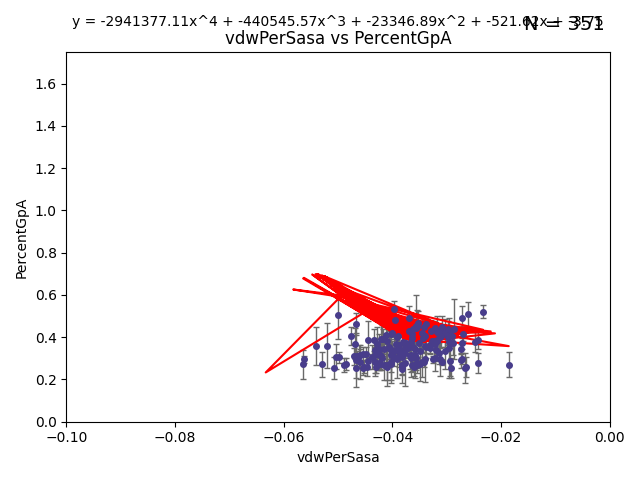 y = -2941377.11x^4 + -440545.57x^3 + -23346.89x^2 + -521.62x + -3.75
N = 351
vdwPerSasa vs PercentGpA
PercentGpA
1.6
1.4
1.2
1.0
0.8
0.6
0.4
0.2
0.0
−0.10 −0.08 −0.06 −0.04 −0.02 0.00
vdwPerSasa